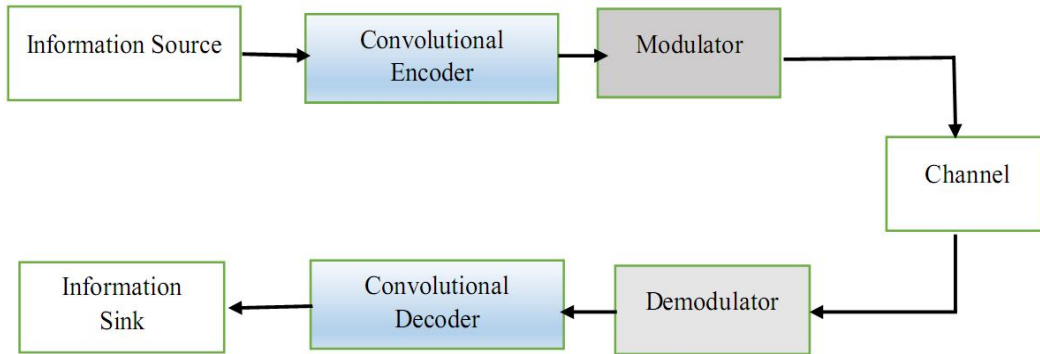 Information Source
Convolutional
Encoder
Modulator
Channel
Demodulator
Convolutional
Decoder
Information
Sink